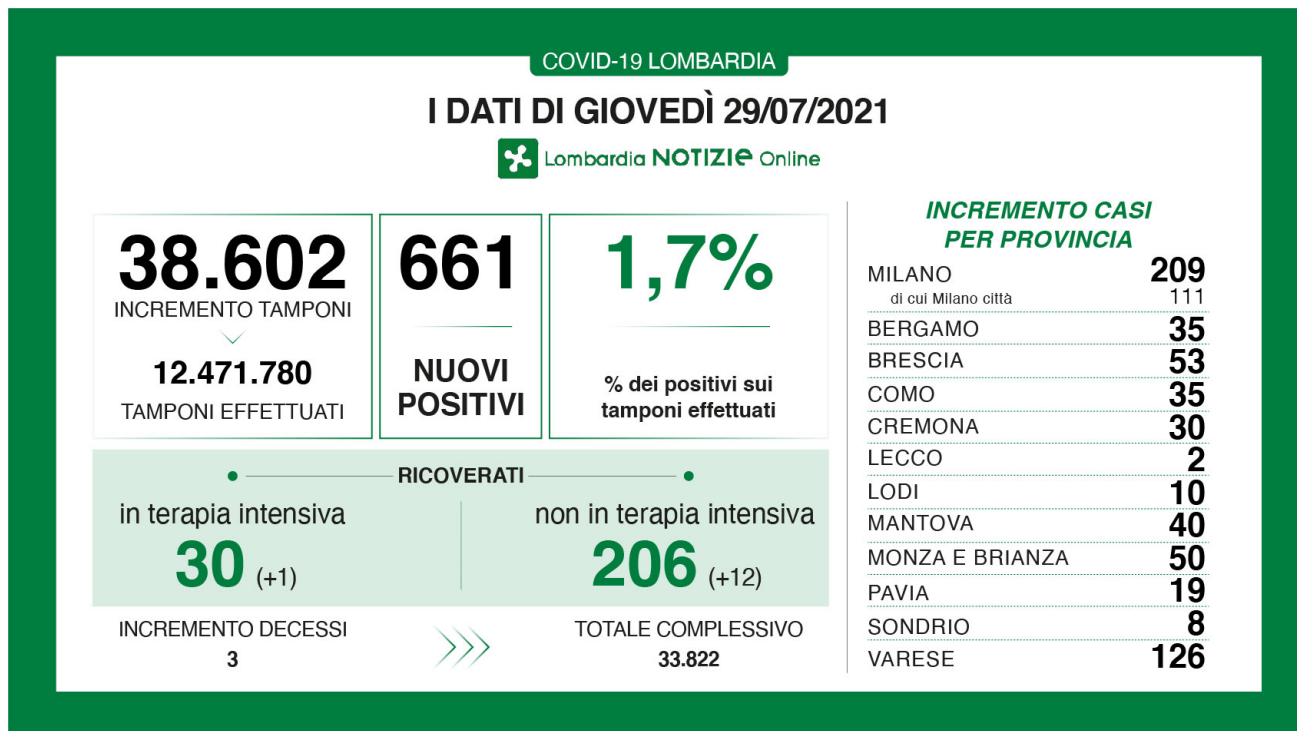 COVID-19 LOMBARDIA
I DATI DI GIOVEDÌ 29/07/2021
Lombardia NOTIZIE Online
38.602
INCREMENTO TAMPONI
12.471.780
TAMPONI EFFETTUATI
661
NUOVI
POSITIVI
1,7%
% dei positivi sui
tamponi effettuati
RICOVERATI
in terapia intensiva
30 (+1)
non in terapia intensiva
206 (+12)
INCREMENTO DECESSI
3
TOTALE COMPLESSIVO
33.822
INCREMENTO CASI
PER PROVINCIA
MILANO 209
di cui Milano città 111
BERGAMO 35
BRESCIA 53
COMO 35
CREMONA 30
LECCO 2
LODI 10
MANTOVA 40
MONZA E BRIANZA 50
PAVIA 19
SONDRIO 8
VARESE 126